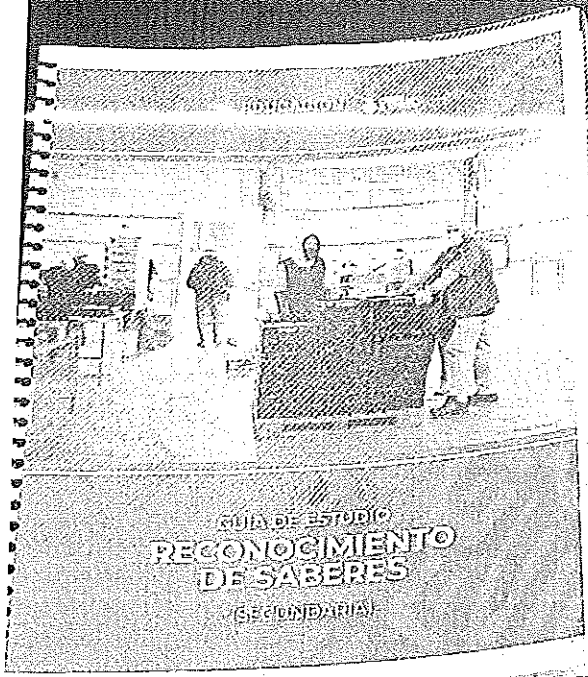 GUÍA DE ESTUDIO
RECONOCIMIENTO
DE SABERES
(SECUNDARIA)